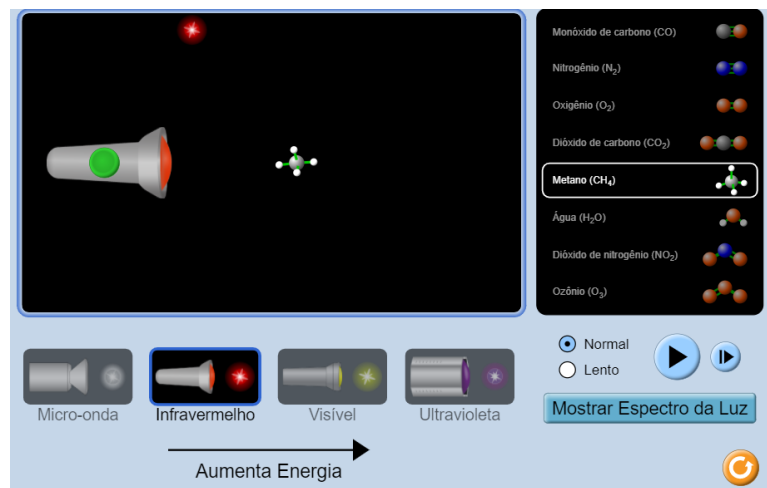 Monóxido de carbono (CO)
Nitrogênio (N₂)
Oxigênio (O₂)
Dióxido de carbono (CO₂)
Metano (CH₄)
Água (H₂O)
Dióxido de nitrogênio (NO₂)
Ozônio (O₃)
Normal
Lento
Micro-onda
Infravermelho
Visível
Ultravioleta
Mostrar Espectro da Luz
Aumenta Energia